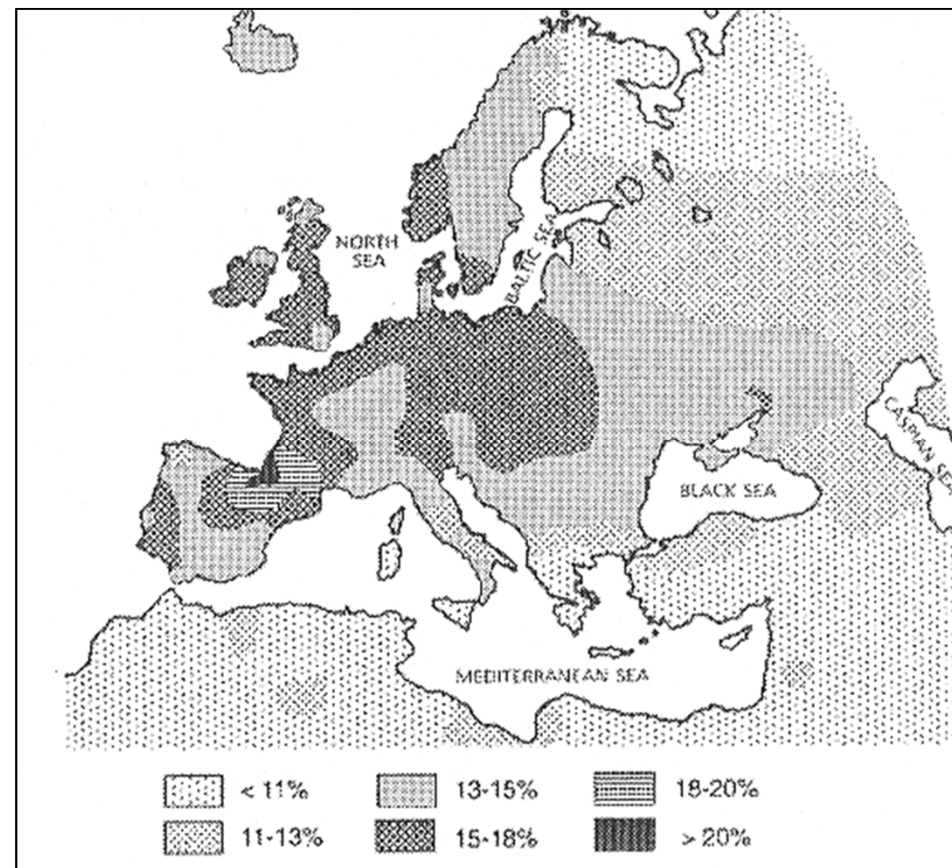 NORTH
SEA
BALTIC SEA
CASPIAN SEA
BLACK SEA
MEDITERRANEAN SEA
< 11%
13-15%
18-20%
11-13%
15-18%
> 20%